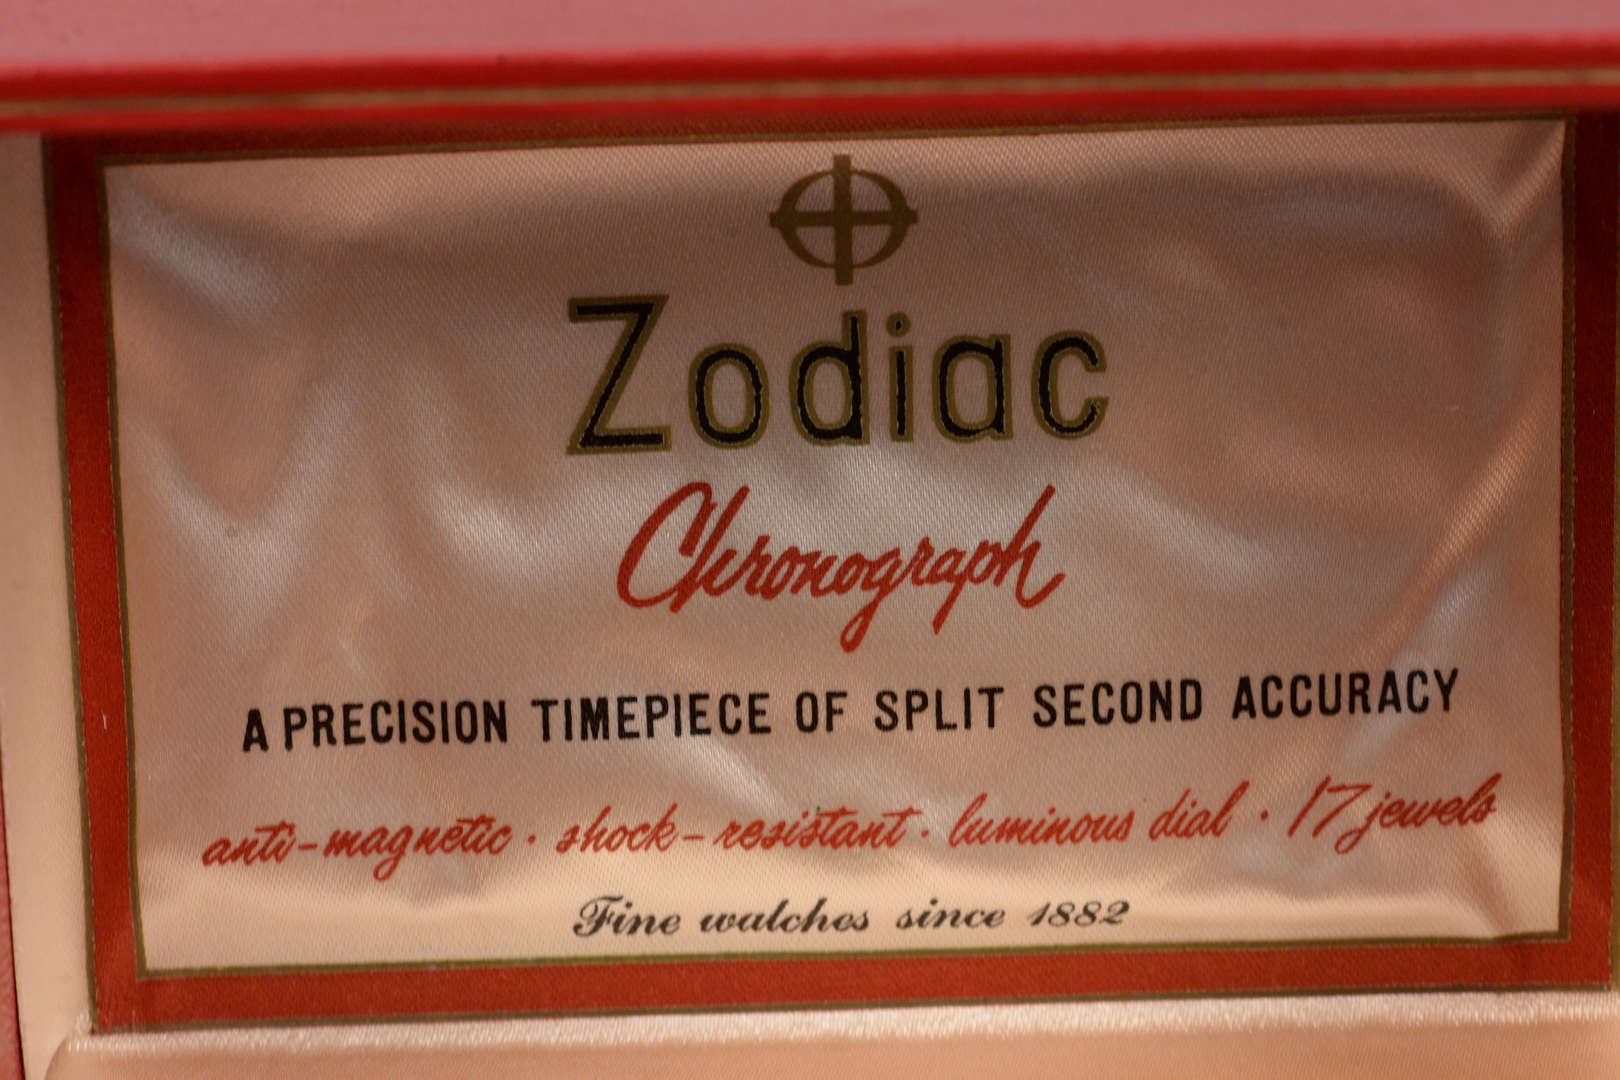 Zodiac
Chronograph
A PRECISION TIMEPIECE OF SPLIT SECOND ACCURACY
anti-magnetic · shock-resistant · luminous dial · 17 jewels
Fine watches since 1882